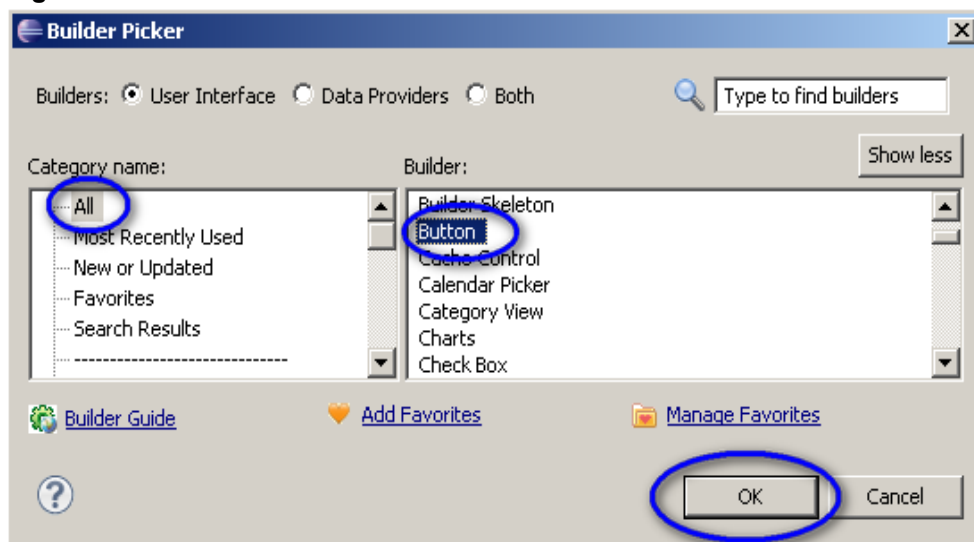 Builder Picker
Builders: User Interface Data Providers Both Type to find builders
Show less
Category name: Builder:
All
Most Recently Used
New or Updated
Favorites
Search Results
-----------------------------
Builder Skeleton
Button
Cache Control
Calendar Picker
Category View
Charts
Check Box
Builder Guide Add Favorites Manage Favorites
? OK Cancel